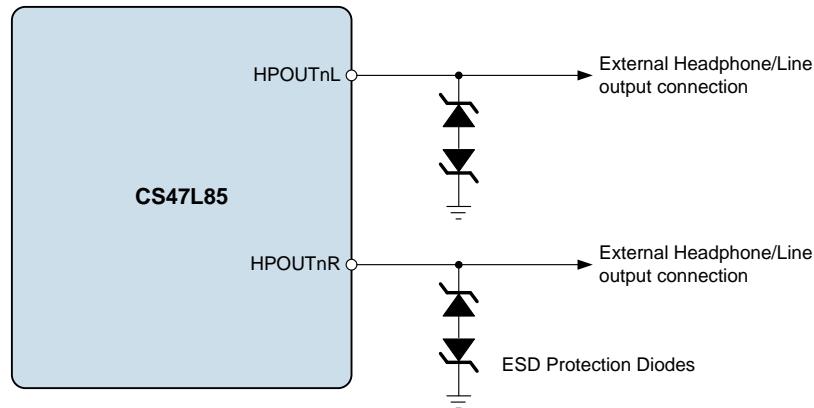 HPOUTnL
External Headphone/Line
output connection
CS47L85
HPOUTnR
External Headphone/Line
output connection
ESD Protection Diodes